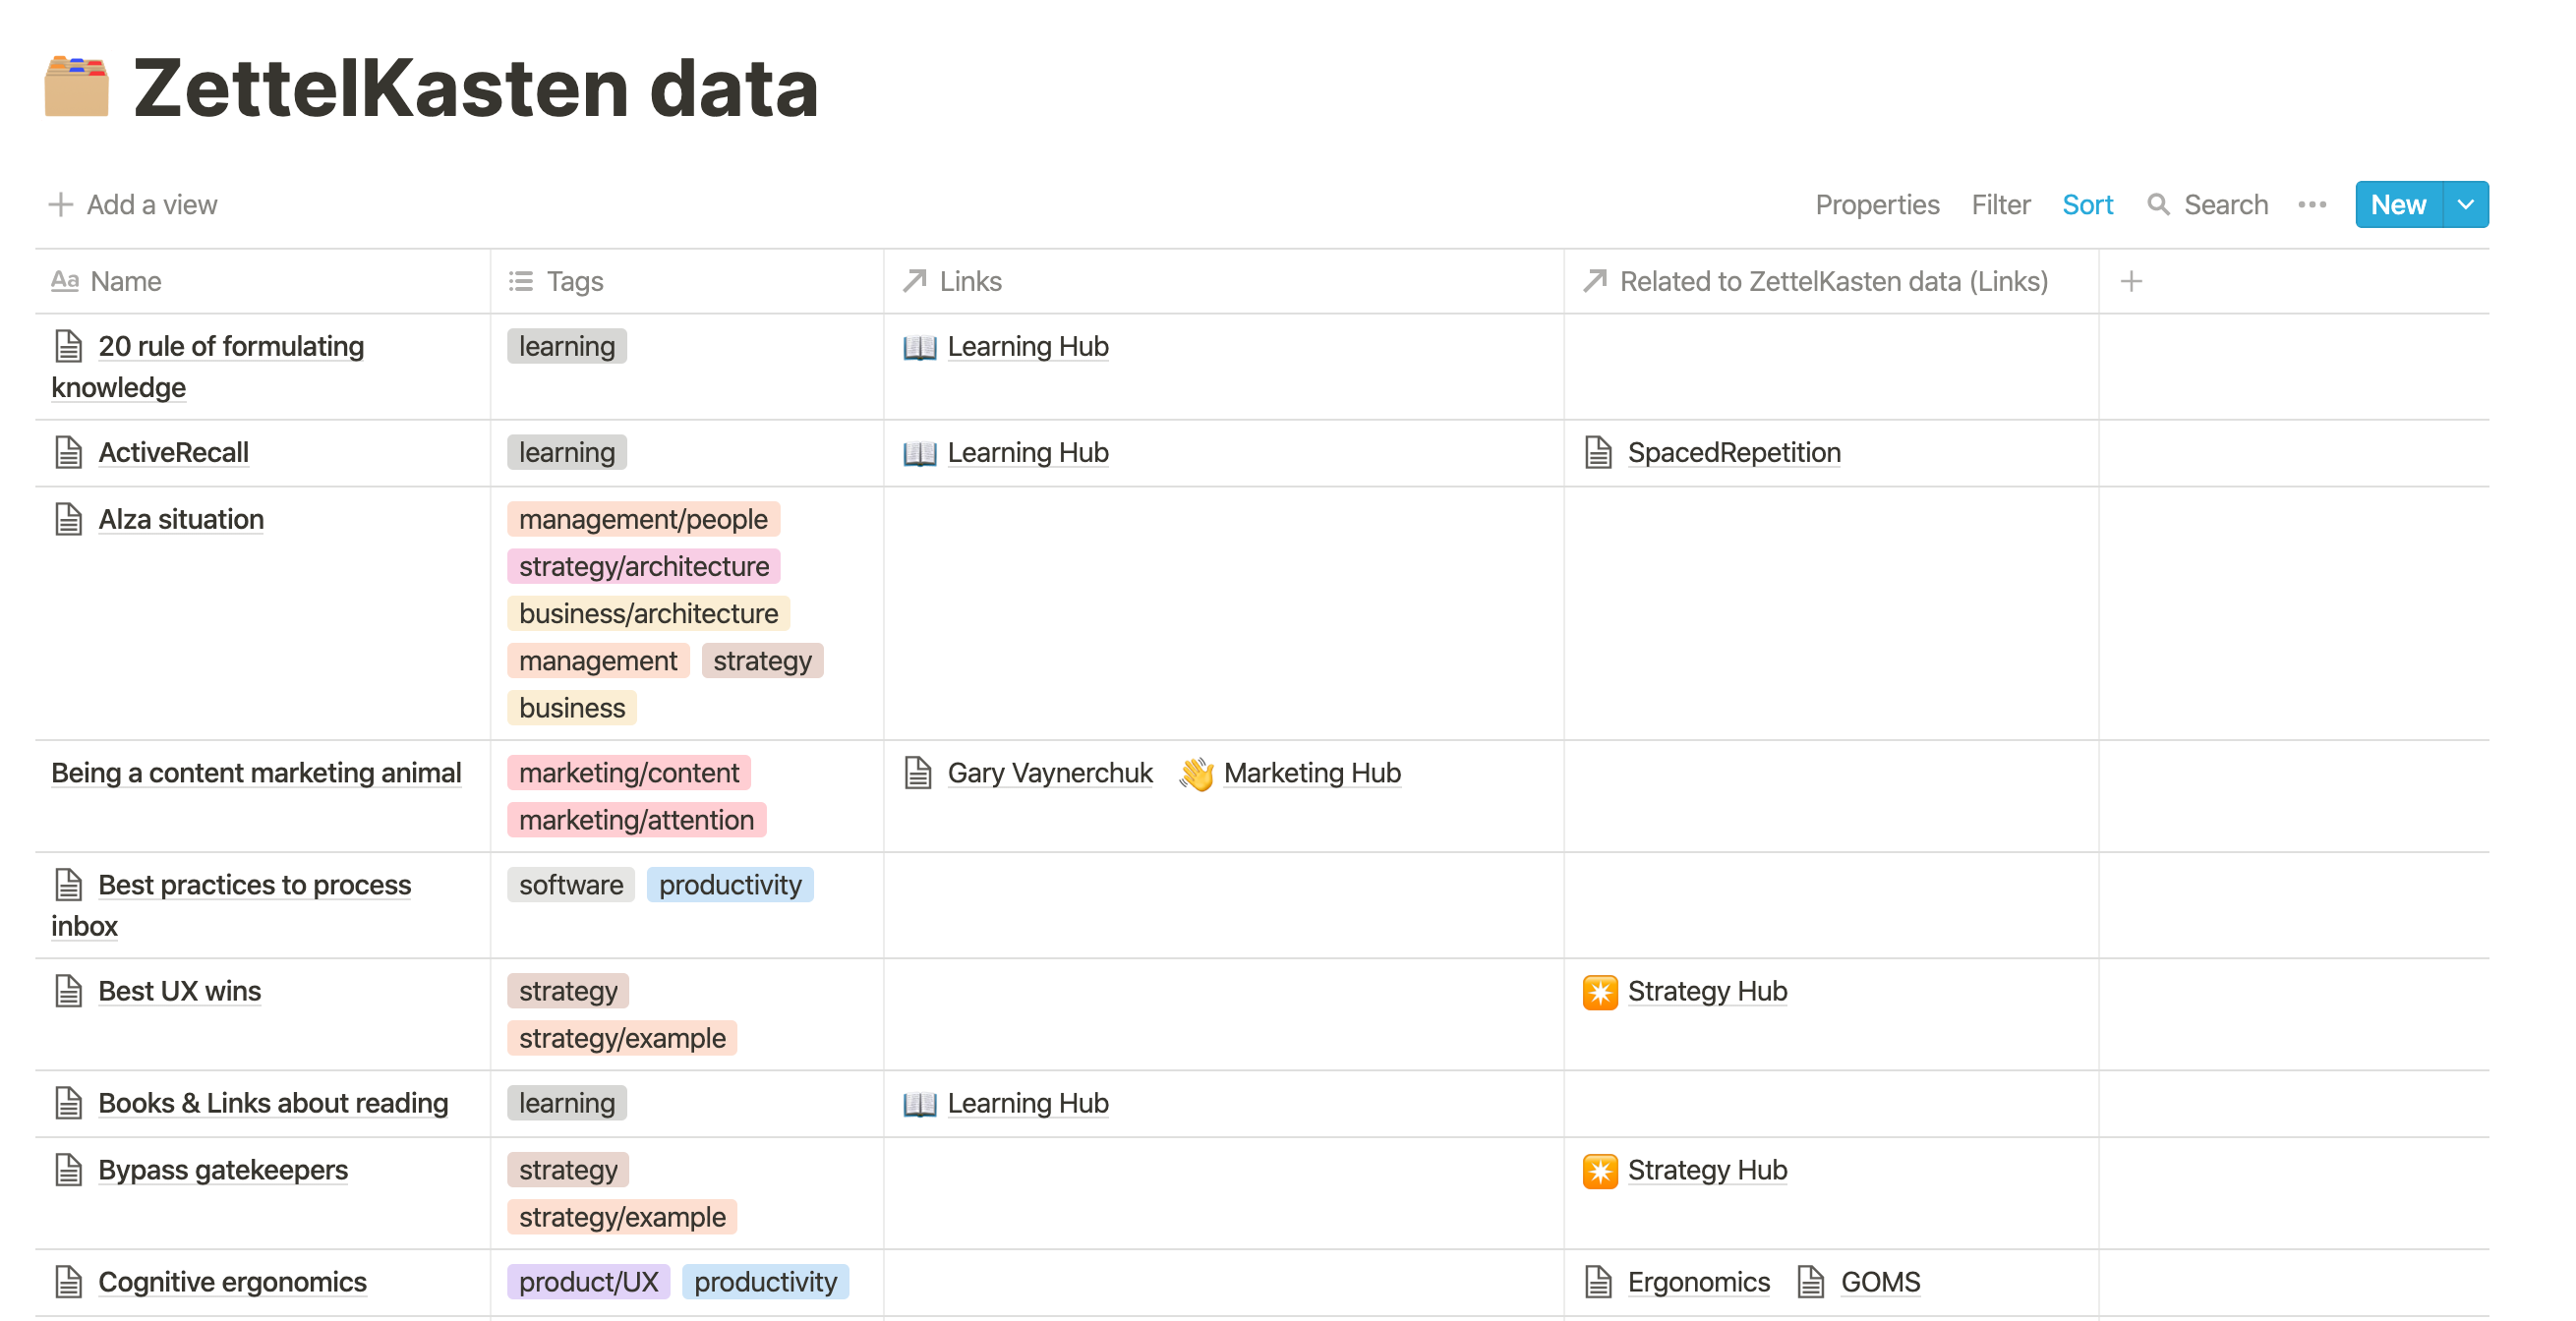 ZettelKasten data
Add a view
Properties Filter Sort Search New
Aa Name Tags Links Related to ZettelKasten data (Links)
20 rule of formulating learning Learning Hub
knowledge
ActiveRecall learning Learning Hub SpacedRepetition
Alza situation management/people
strategy/architecture
business/architecture
management strategy
business
Being a content marketing animal marketing/content Gary Vaynerchuk Marketing Hub
marketing/attention
Best practices to process software productivity
inbox
Best UX wins strategy Strategy Hub
strategy/example
Books & Links about reading learning Learning Hub
Bypass gatekeepers strategy Strategy Hub
strategy/example
Cognitive ergonomics product/UX productivity Ergonomics GOMS